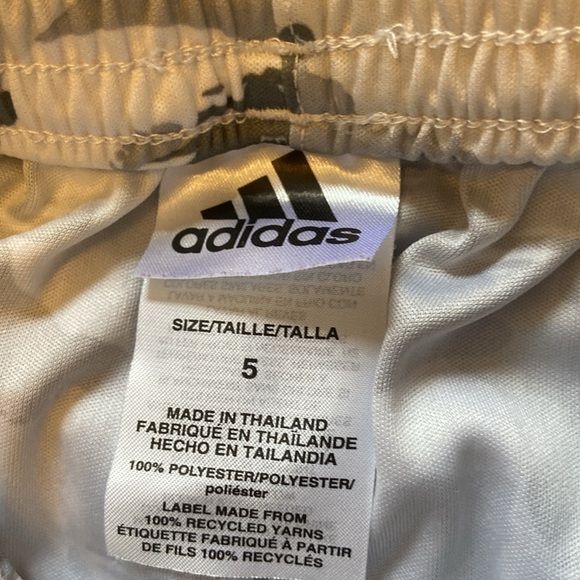 adidas
SIZE/TAILLE/TALLA
5
MADE IN THAILAND
FABRIQUÉ EN THAÏLANDE
HECHO EN TAILANDIA
100% POLYESTER/POLYESTER/
poliéster
LABEL MADE FROM
100% RECYCLED YARNS
ÉTIQUETTE FABRIQUÉ À PARTIR
DE FILS 100% RECYCLÉS